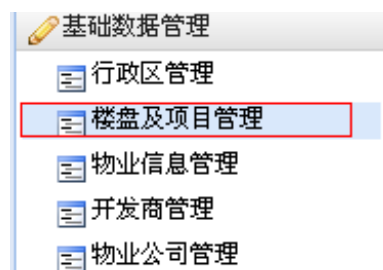 基础数据管理
行政区管理
楼盘及项目管理
物业信息管理
开发商管理
物业公司管理